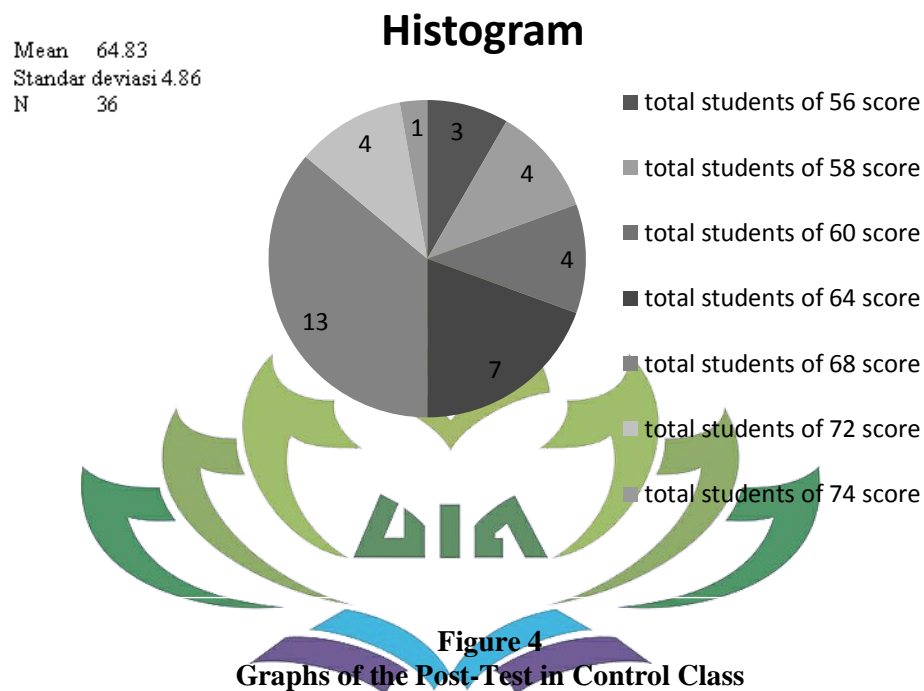 Histogram
Mean 64.83
Standar deviasi 4.86
N 36
3
4
4
7
13
4
1
total students of 56 score
total students of 58 score
total students of 60 score
total students of 64 score
total students of 68 score
total students of 72 score
total students of 74 score
Figure 4
Graphs of the Post-Test in Control Class